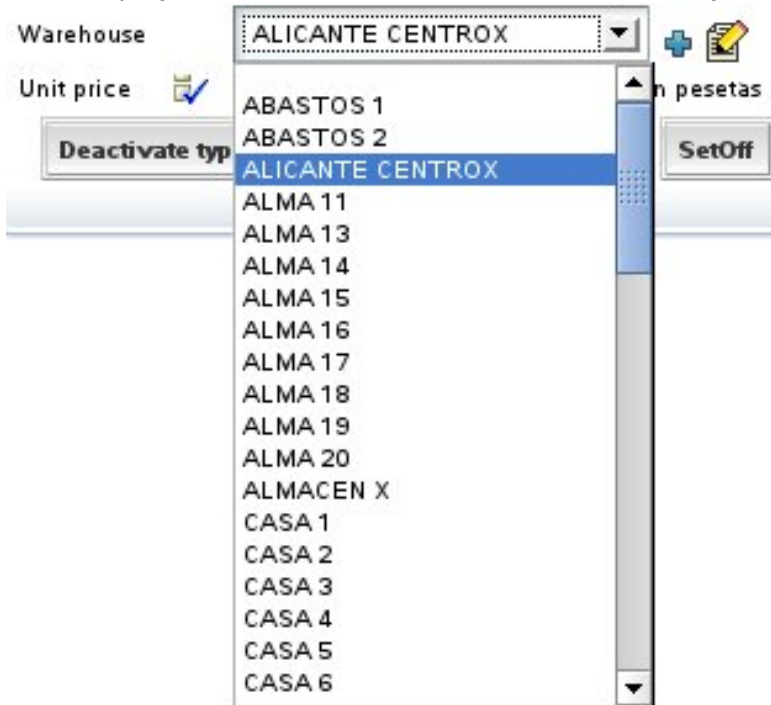 Warehouse ALICANTE CENTROX
Unit price n pesetas
Deactivate typ SetOff
ABASTOS 1
ABASTOS 2
ALICANTE CENTROX
ALMA 11
ALMA 13
ALMA 14
ALMA 15
ALMA 16
ALMA 17
ALMA 18
ALMA 19
ALMA 20
ALMACEN X
CASA 1
CASA 2
CASA 3
CASA 4
CASA 5
CASA 6